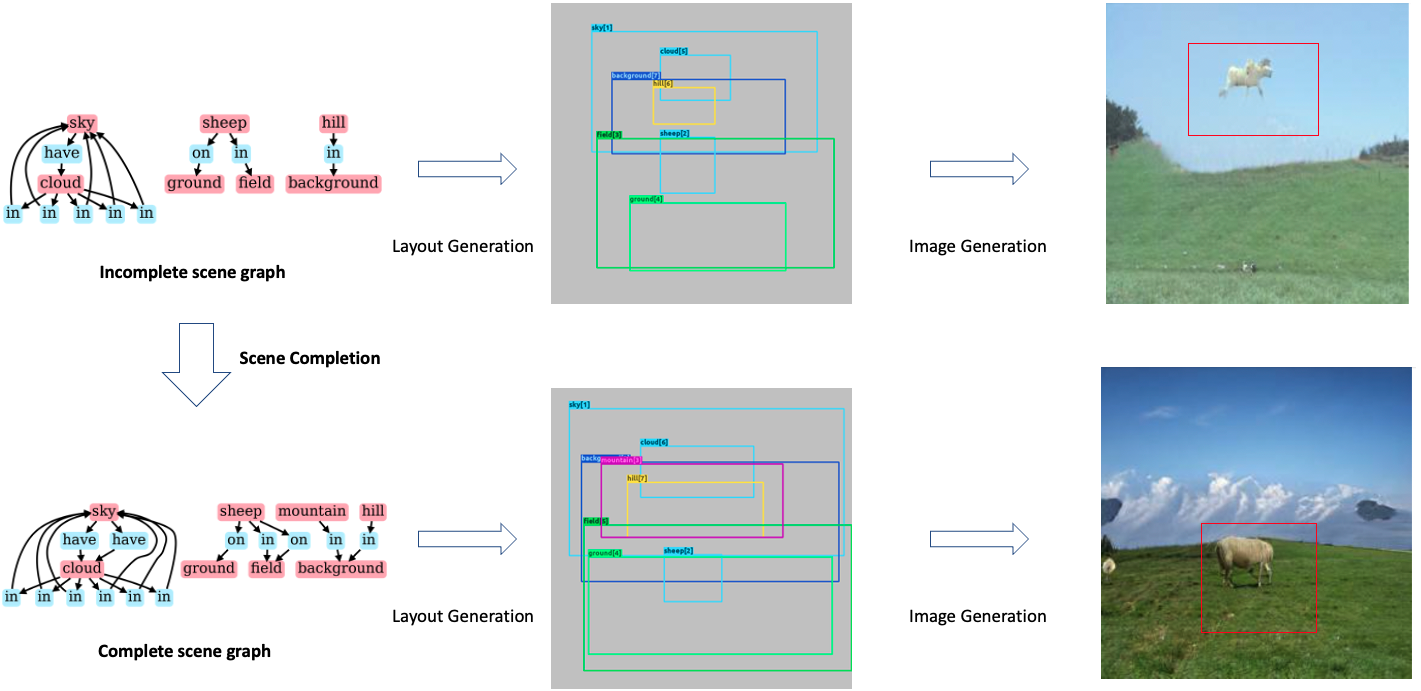 sky
have
cloud
in in in in in
sheep
on in
ground field
hill
in
background
Incomplete scene graph
Layout Generation
sky[1]
cloud[5]
background[7]
hill[6]
field[3]
sheep[2]
ground[4]
Image Generation
Scene Completion
sky
have have
cloud
in in in in in in
sheep mountain hill
on in on in in
ground field background
Complete scene graph
Layout Generation
sky[1]
cloud[6]
mountain[3]
hill[7]
field[5]
ground[4]
sheep[2]
Image Generation